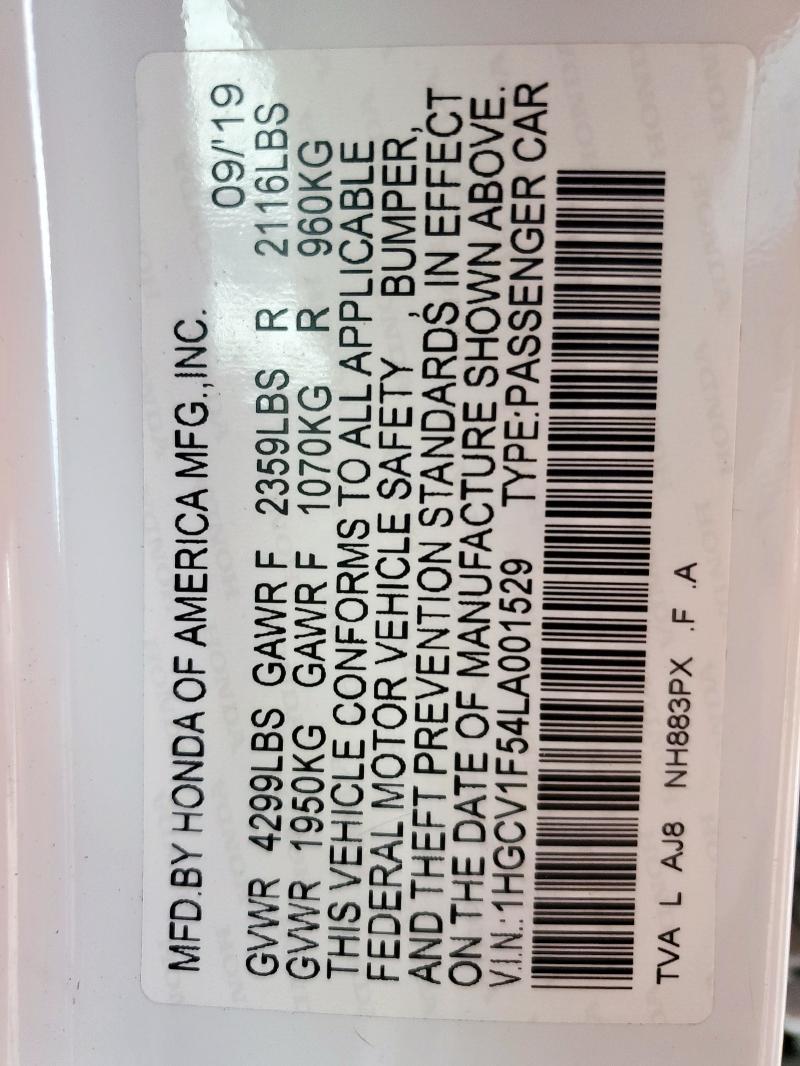 MFD.BY HONDA OF AMERICA MFG.,INC. 09/'19
GVWR 4299LBS GAWR F 2359LBS R 2116LBS
GVWR 1950KG GAWR F 1070KG R 960KG
THIS VEHICLE CONFORMS TO ALL APPLICABLE
FEDERAL MOTOR VEHICLE SAFETY , BUMPER,
AND THEFT PREVENTION STANDARDS IN EFFECT
ON THE DATE OF MANUFACTURE SHOWN ABOVE.
V.I.N.:1HGCV1F54LA001529 TYPE:PASSENGER CAR
TVA L AJ8 NH883PX .F .A